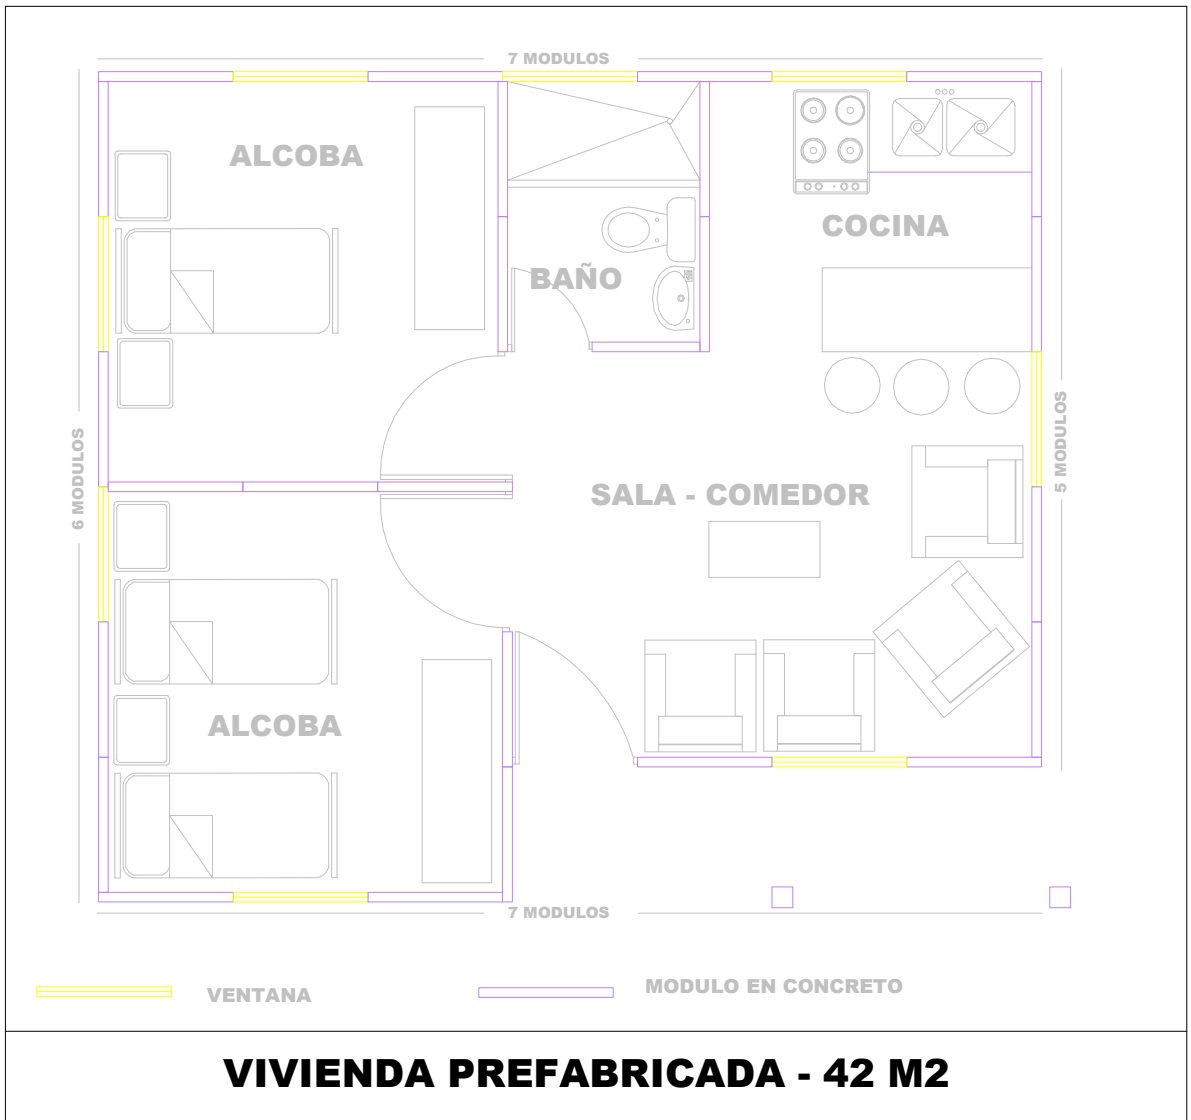 7 MODULOS
ALCOBA
COCINA
BAÑO
6 MODULOS
5 MODULOS
SALA - COMEDOR
ALCOBA
7 MODULOS
VENTANA
MODULO EN CONCRETO
VIVIENDA PREFABRICADA - 42 M2